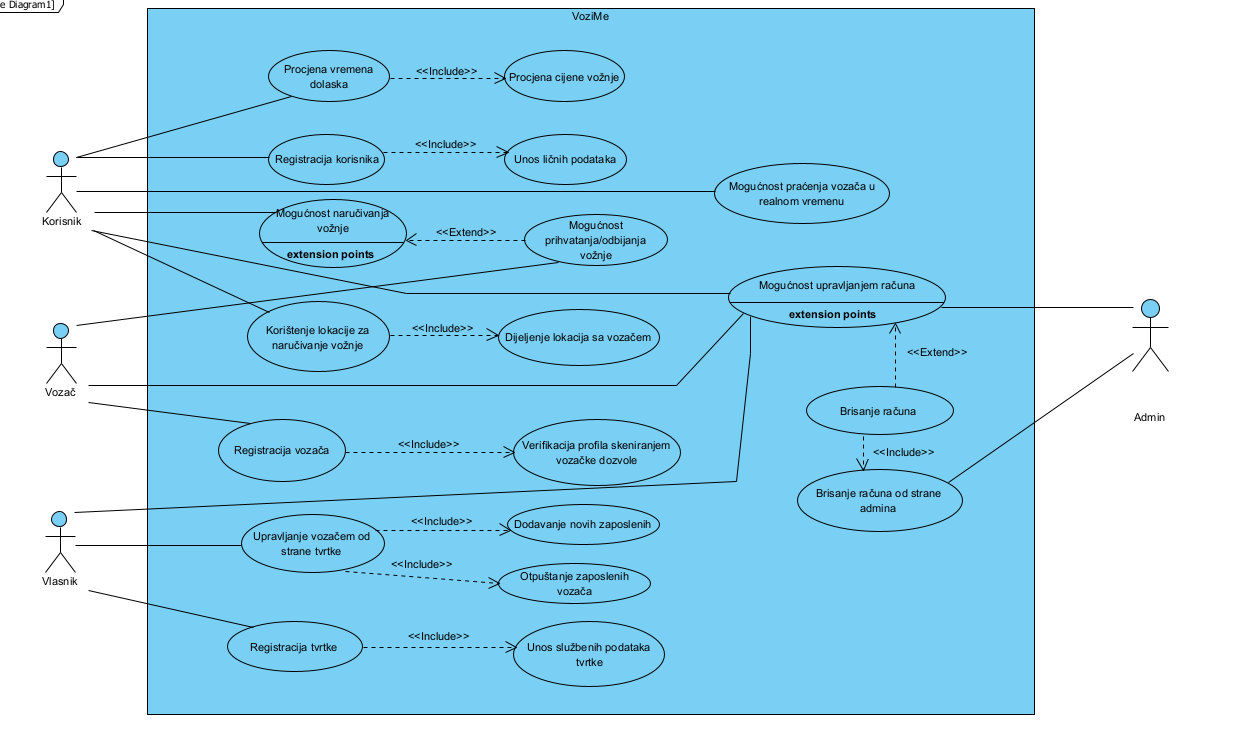 e Diagram1]
VoziMe
Procjena vremena
dolaska
<<Include>>
Procjena cijene vožnje
Registracija korisnika
<<Include>>
Unos ličnih podataka
Korisnik
Mogućnost praćenja vozača u
realnom vremenu
Mogućnost naručivanja
vožnje
extension points
<<Extend>>
Mogućnost
prihvatanja/odbijanja
vožnje
Mogućnost upravljanjem računa
extension points
Korištenje lokacije za
naručivanje vožnje
<<Include>>
Dijeljenje lokacija sa vozačem
Vozač
<<Extend>>
Admin
Brisanje računa
<<Include>>
Brisanje računa od strane
admina
Registracija vozača
<<Include>>
Verifikacija profila skeniranjem
vozačke dozvole
Vlasnik
Upravljanje vozačem od
strane tvrtke
<<Include>>
Dodavanje novih zaposlenih
<<Include>>
Otpuštanje zaposlenih
vozača
Registracija tvrtke
<<Include>>
Unos službenih podataka
tvrtke